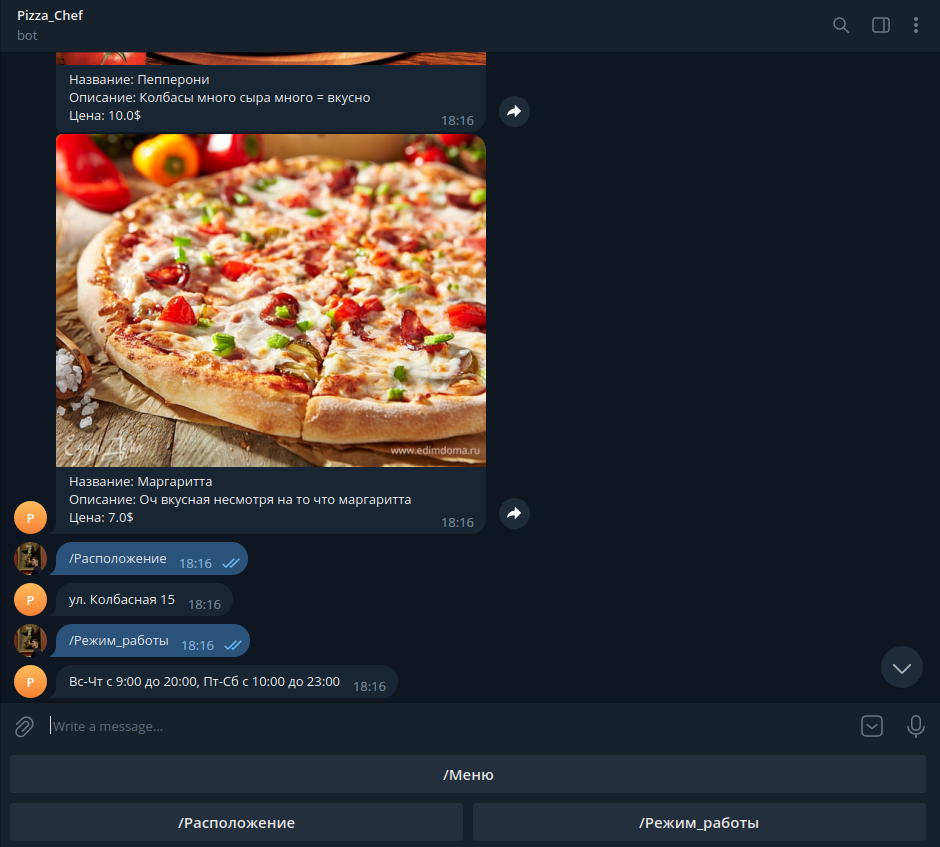 Pizza_Chef
bot
Название: Пепперони
Описание: Колбасы много сыра много = вкусно
Цена: 10.0$
18:16
Едим Дома
www.edimdoma.ru
Название: Маргаритта
Описание: Оч вкусная несмотря на то что маргаритта
Цена: 7.0$
18:16
P
/Расположение 18:16
P
ул. Колбасная 15 18:16
/Режим_работы 18:16
P
Вс-Чт с 9:00 до 20:00, Пт-Сб с 10:00 до 23:00 18:16
Write a message...
/Меню
/Расположение
/Режим_работы